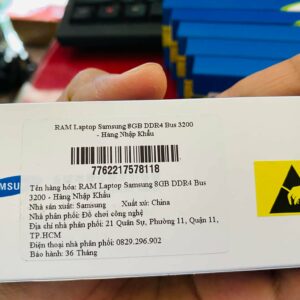 RAM Laptop Samsung 8GB DDR4 Bus 3200
- Hàng Nhập Khẩu
7762217578118
MSU
Tên hàng hóa: RAM Laptop Samsung 8GB DDR4 Bus
3200 - Hàng Nhập Khẩu
Nhà sản xuất: Samsung Xuất xứ: China
Nhà phân phối: Đồ chơi công nghệ
Địa chỉ nhà phân phối: 21 Quân Sự, Phường 11, Quận 11,
TP.HCM
Điện thoại nhà phân phối: 0829.296.902
Bảo hành: 36 Tháng